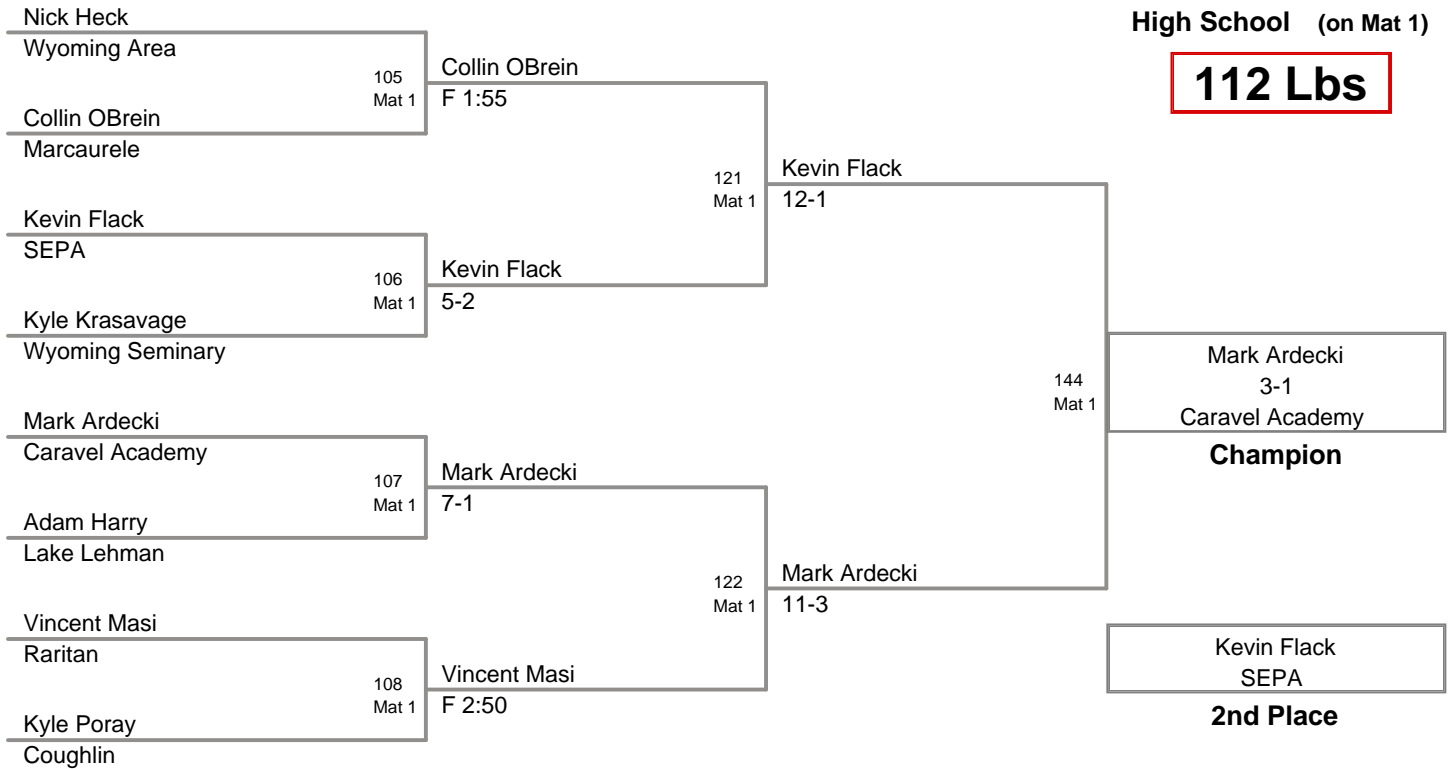 High School (on Mat 1)
112 Lbs
Nick Heck
Wyoming Area
105
Mat 1
Collin OBrein
F 1:55
Collin OBrein
Marcaurele
121
Mat 1
Kevin Flack
12-1
Kevin Flack
SEPA
106
Mat 1
Kevin Flack
5-2
Kyle Krasavage
Wyoming Seminary
144
Mat 1
Mark Ardecki
3-1
Caravel Academy
Champion
Mark Ardecki
Caravel Academy
107
Mat 1
Mark Ardecki
7-1
Adam Harry
Lake Lehman
122
Mat 1
Mark Ardecki
11-3
Vincent Masi
Raritan
108
Mat 1
Vincent Masi
F 2:50
Kyle Poray
Coughlin
Kevin Flack
SEPA
2nd Place